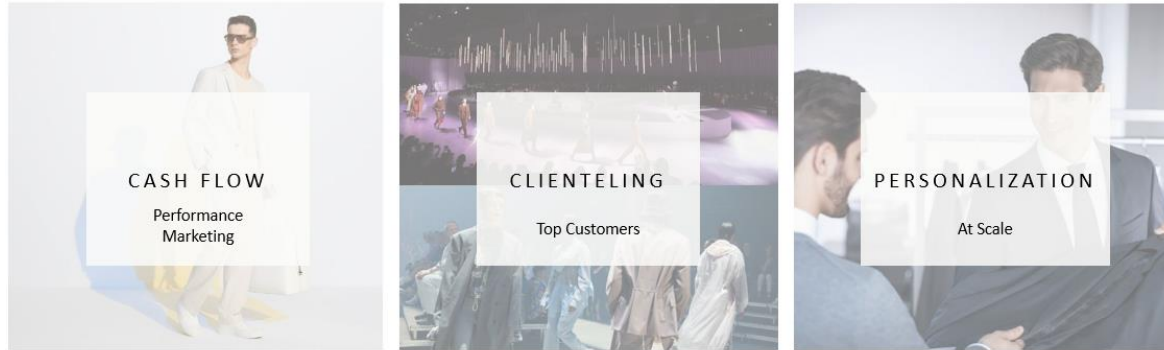 CASH FLOW
Performance
Marketing
CLIENTELING
Top Customers
PERSONALIZATION
At Scale